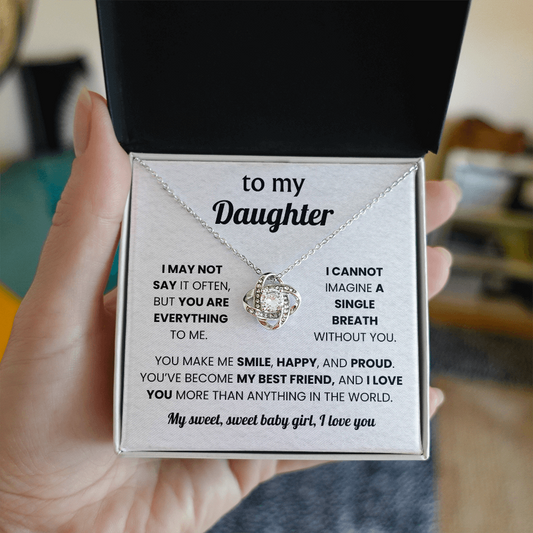 to my
Daughter
I MAY NOT
SAY IT OFTEN,
BUT YOU ARE
EVERYTHING
TO ME.
I CANNOT
IMAGINE A
SINGLE
BREATH
WITHOUT YOU.
YOU MAKE ME SMILE, HAPPY, AND PROUD.
YOU'VE BECOME MY BEST FRIEND, AND I LOVE
YOU MORE THAN ANYTHING IN THE WORLD.
My sweet, sweet baby girl, I love you